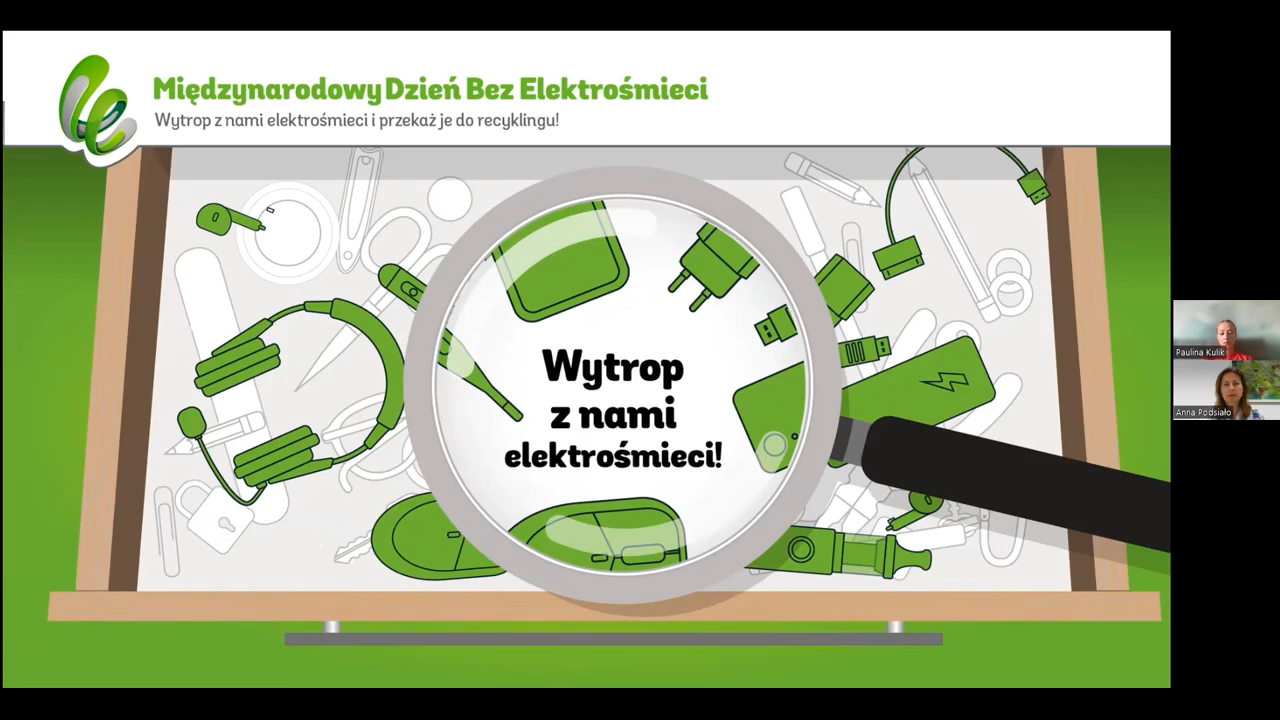 Międzynarodowy Dzień Bez Elektrośmieci
Wytrop z nami elektrośmieci i przekaż je do recyklingu!
Wytrop
z nami
elektrośmieci!
Paulina Kulik
Anna Podsiało